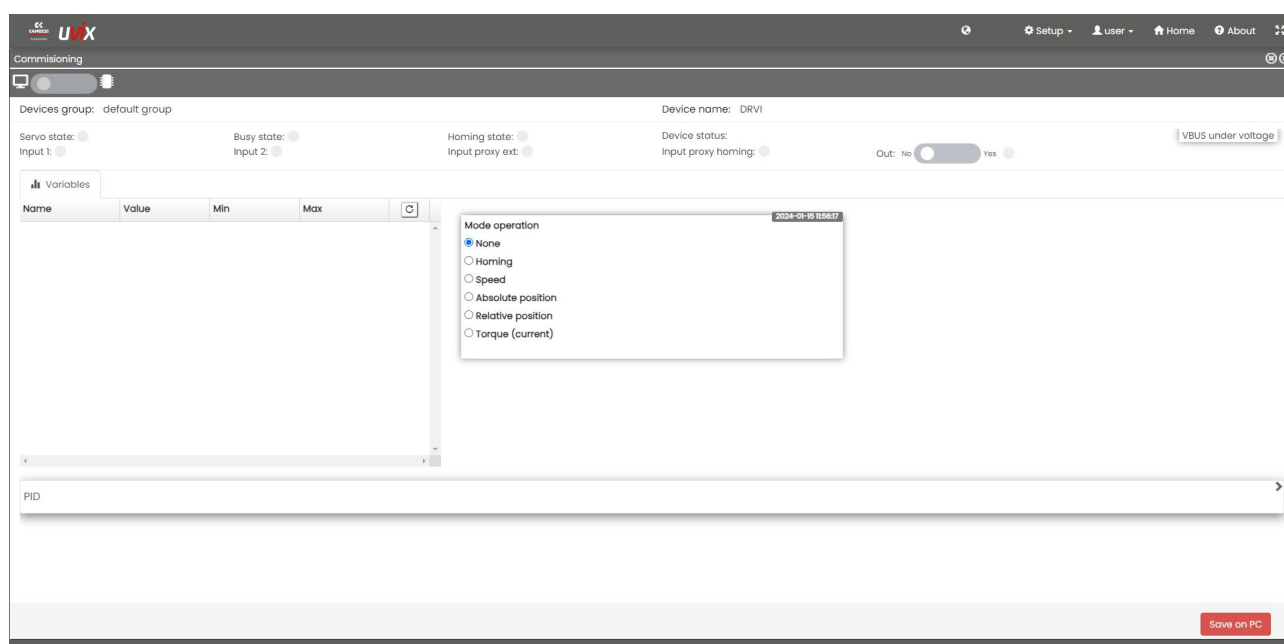 CAMOZZI
UVIX
Setup user Home About
Commisioning
Devices group: default group Device name: DRVI
Servo state: Busy state: Homing state: Device status: VBUS under voltage
Input 1: Input 2: Input proxy ext: Input proxy homing: Out: No Yes
Variables
Name Value Min Max
2024-01-15 11:56:17
Mode operation
None
Homing
Speed
Absolute position
Relative position
Torque (current)
PID
Save on PC